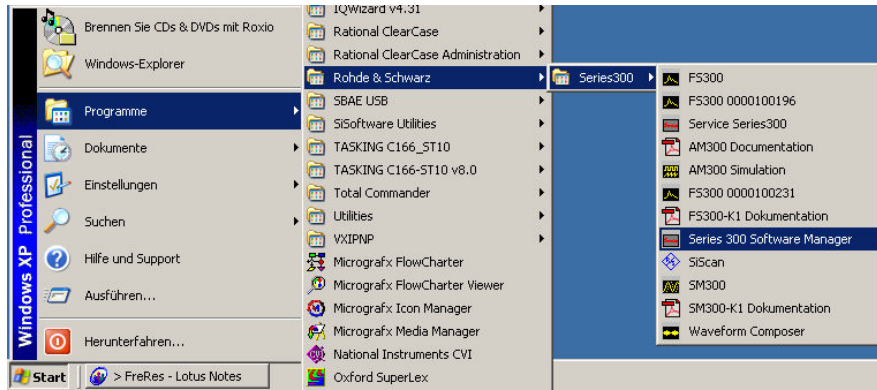 Brennen Sie CDs & DVDs mit Roxio
Windows-Explorer
Programme
Dokumente
Einstellungen
Suchen
Hilfe und Support
Ausführen...
Herunterfahren...
Windows XP Professional
Start
> FreRes - Lotus Notes
IQWizard v4.31
Rational ClearCase
Rational ClearCase Administration
Rohde & Schwarz
SBAE USB
SiSoftware Utilities
TASKING C166_ST10
TASKING C166-ST10 v8.0
Total Commander
Utilities
VXIPNP
Micrografx FlowCharter
Micrografx FlowCharter Viewer
Micrografx Icon Manager
Micrografx Media Manager
National Instruments CVI
Oxford SuperLex
Series300
FS300
FS300 0000100196
Service Series300
AM300 Documentation
AM300 Simulation
FS300 0000100231
FS300-K1 Dokumentation
Series 300 Software Manager
SiScan
SM300
SM300-K1 Dokumentation
Waveform Composer